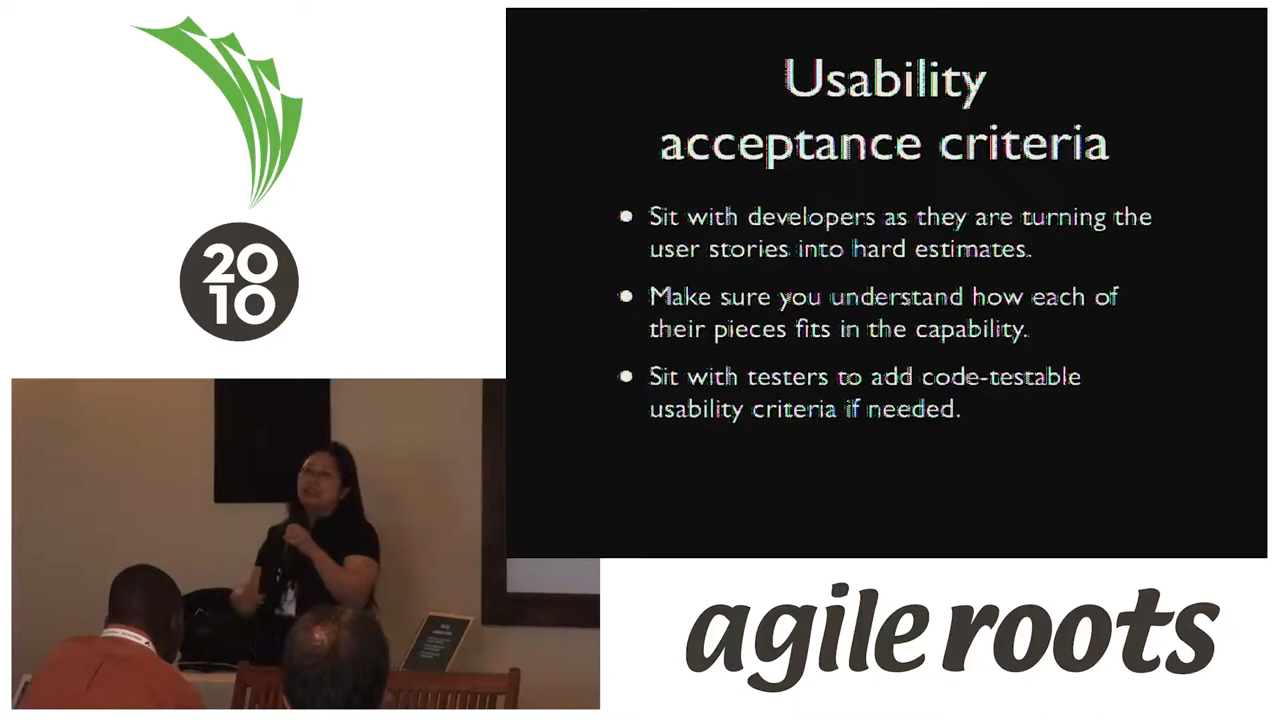 20
10
Usability
acceptance criteria
• Sit with developers as they are turning the
user stories into hard estimates.
• Make sure you understand how each of
their pieces fits in the capability.
• Sit with testers to add code-testable
usability criteria if needed.
agile roots